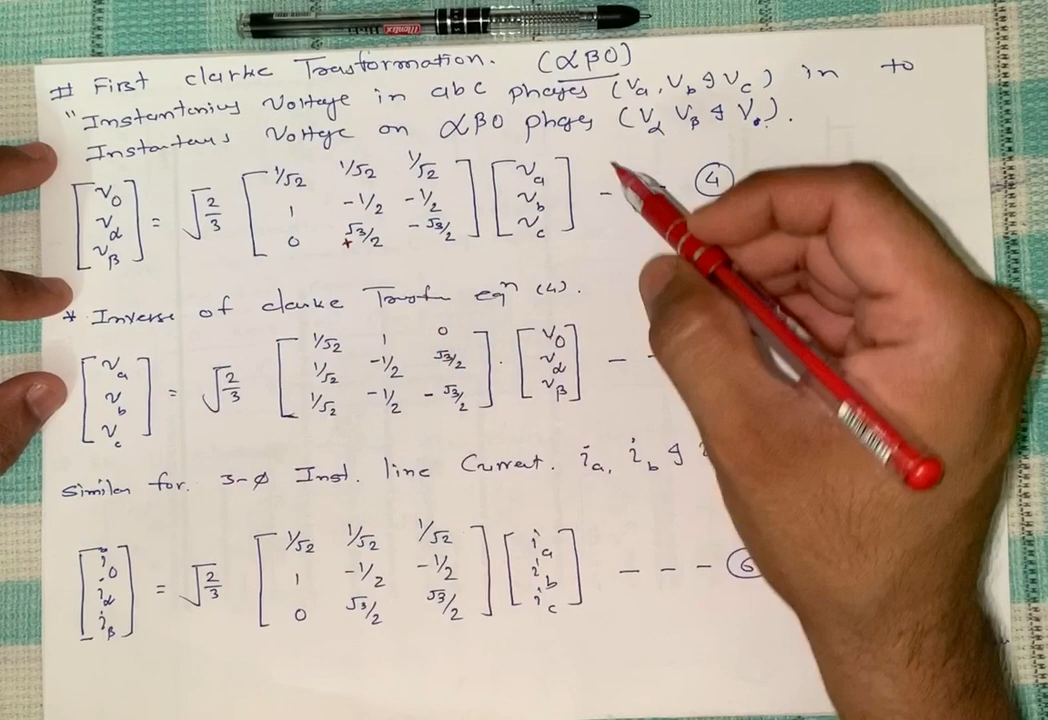 montex
# First clarke Trasformation. (αβ0)
"Instantenius Voltage in abc phayes (Va, Vb & Vc) in to
Instantaus Voltage on αβ0 phges (Vα Vβ & V0).
[v0 vα vβ] = √2/3 [1/√2 1/√2 1/√2; 1 -1/2 -1/2; 0 +√3/2 -√3/2] [va vb vc] - - ④
* Inverse of clarke eqn (4).
[va vb vc] = √2/3 [1/√2 1 0; 1/√2 -1/2 √3/2; 1/√2 -1/2 -√3/2] · [v0 vα vβ] - -
similar for. 3-φ Inst. line Current. ia, ib &
[i0 iα iβ] = √2/3 [1/√2 1/√2 1/√2; 1 -1/2 -1/2; 0 √3/2 √3/2] [ia ib ic] - - - ⑥